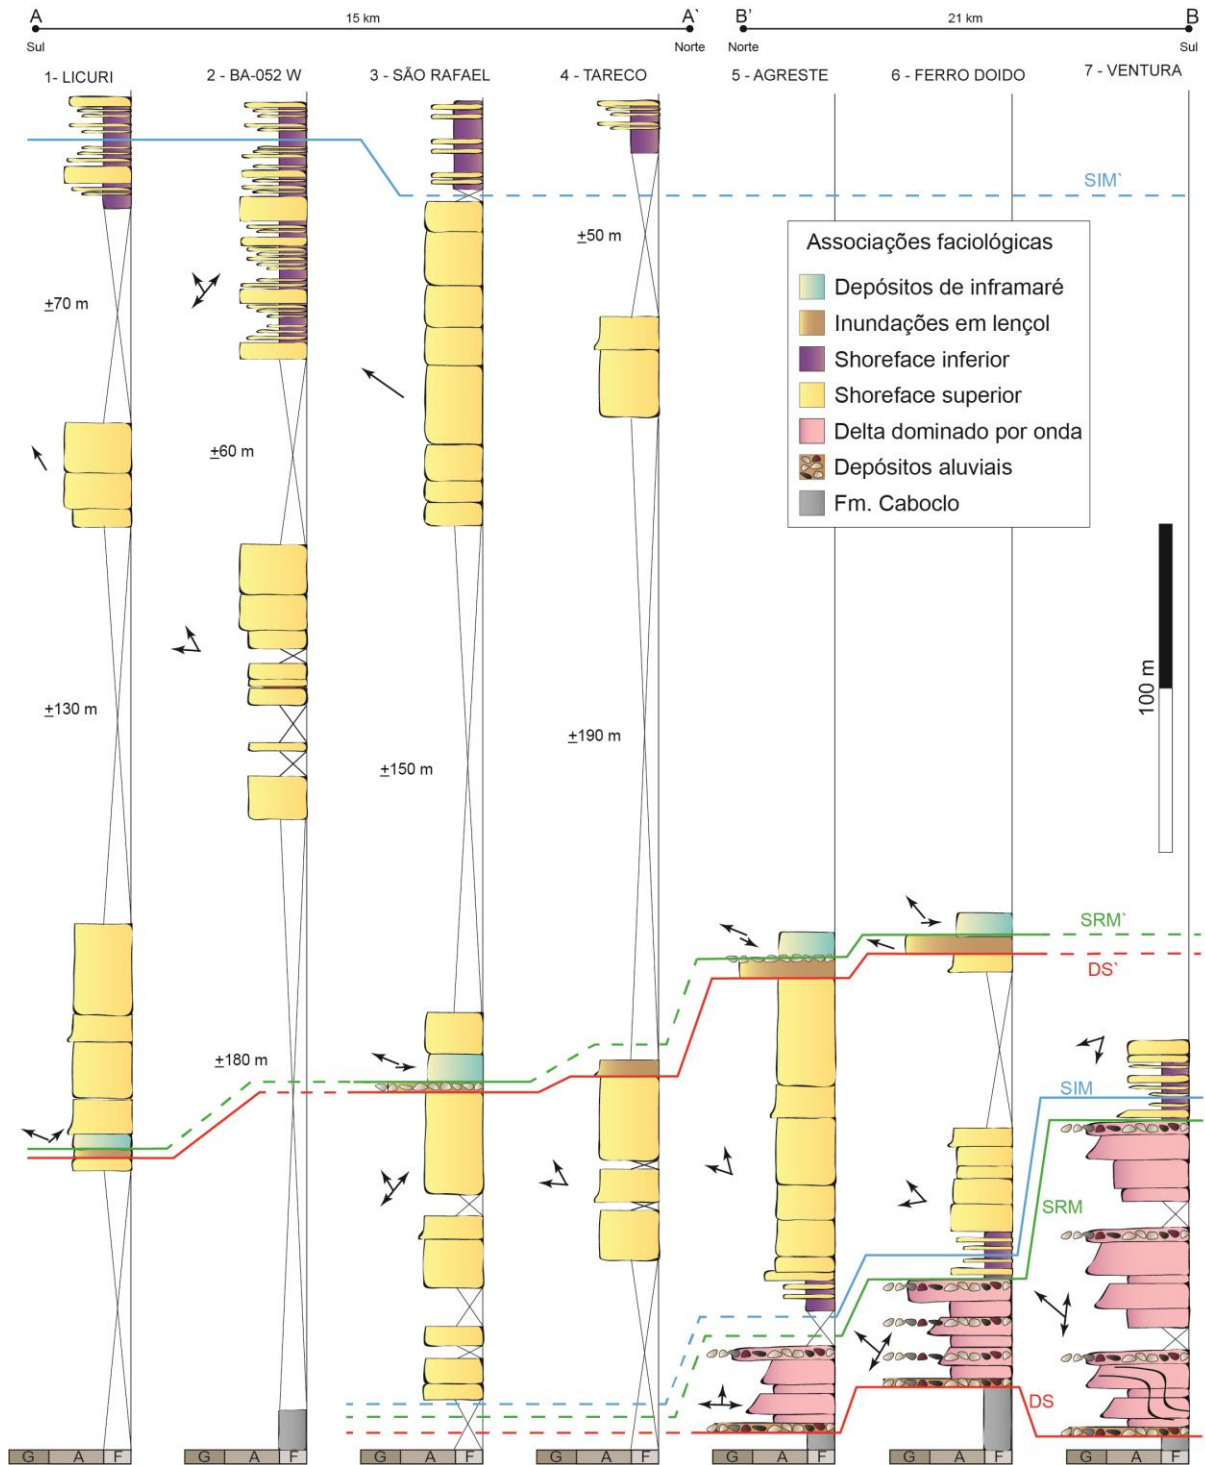 A 15 km A` B' 21 km B
Sul Norte Norte Sul
1- LICURI 2 - BA-052 W 3 - SÃO RAFAEL 4 - TARECO 5 - AGRESTE 6 - FERRO DOIDO 7 - VENTURA
SIM`
±50 m
±70 m
Associações faciológicas
Depósitos de inframaré
Inundações em lençol
Shoreface inferior
Shoreface superior
Delta dominado por onda
Depósitos aluviais
Fm. Caboclo
±60 m
100 m
±130 m
±190 m
±150 m
SRM`
DS`
±180 m
SIM
SRM
DS
G A F G A F G A F G A F G A F G A F G A F